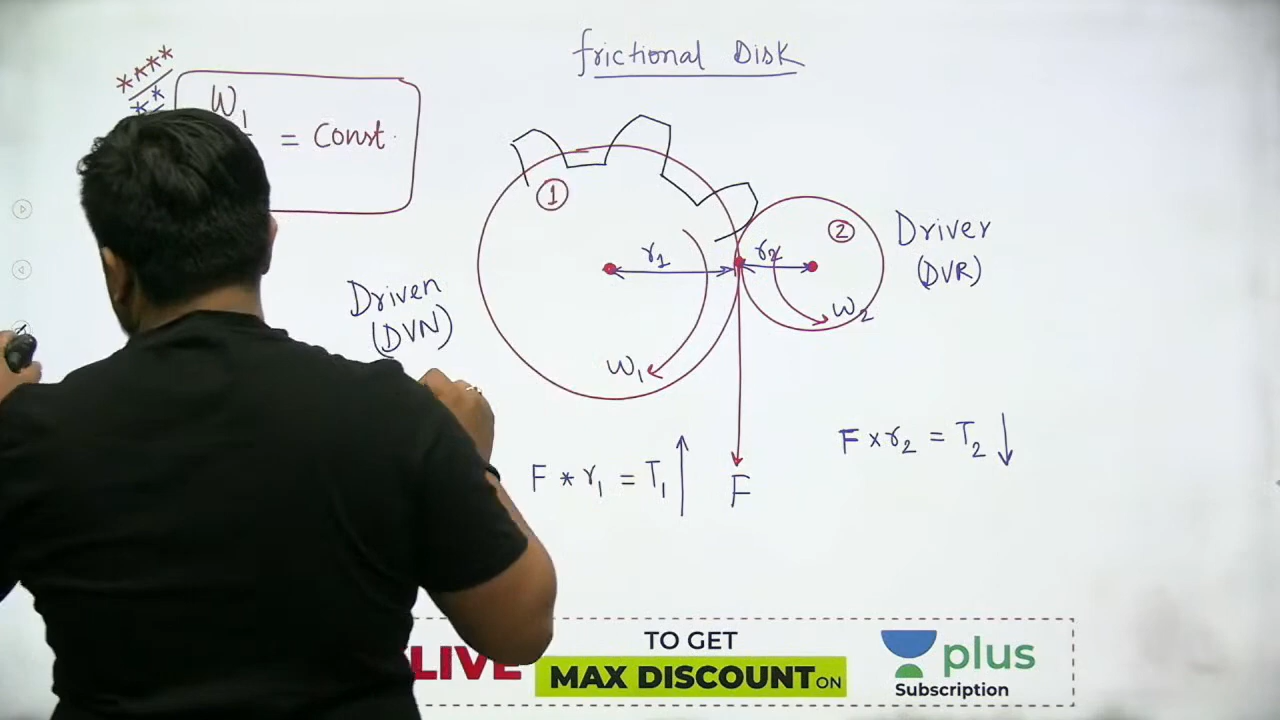 frictional Disk
****
**
W1
= Const.
1
2
r1
r2
Driver
(DVR)
W2
Driven
(DVN)
W1
F × r2 = T2 ↓
F * r1 = T1 ↑
F
LIVE
TO GET
MAX DISCOUNT ON
plus
Subscription